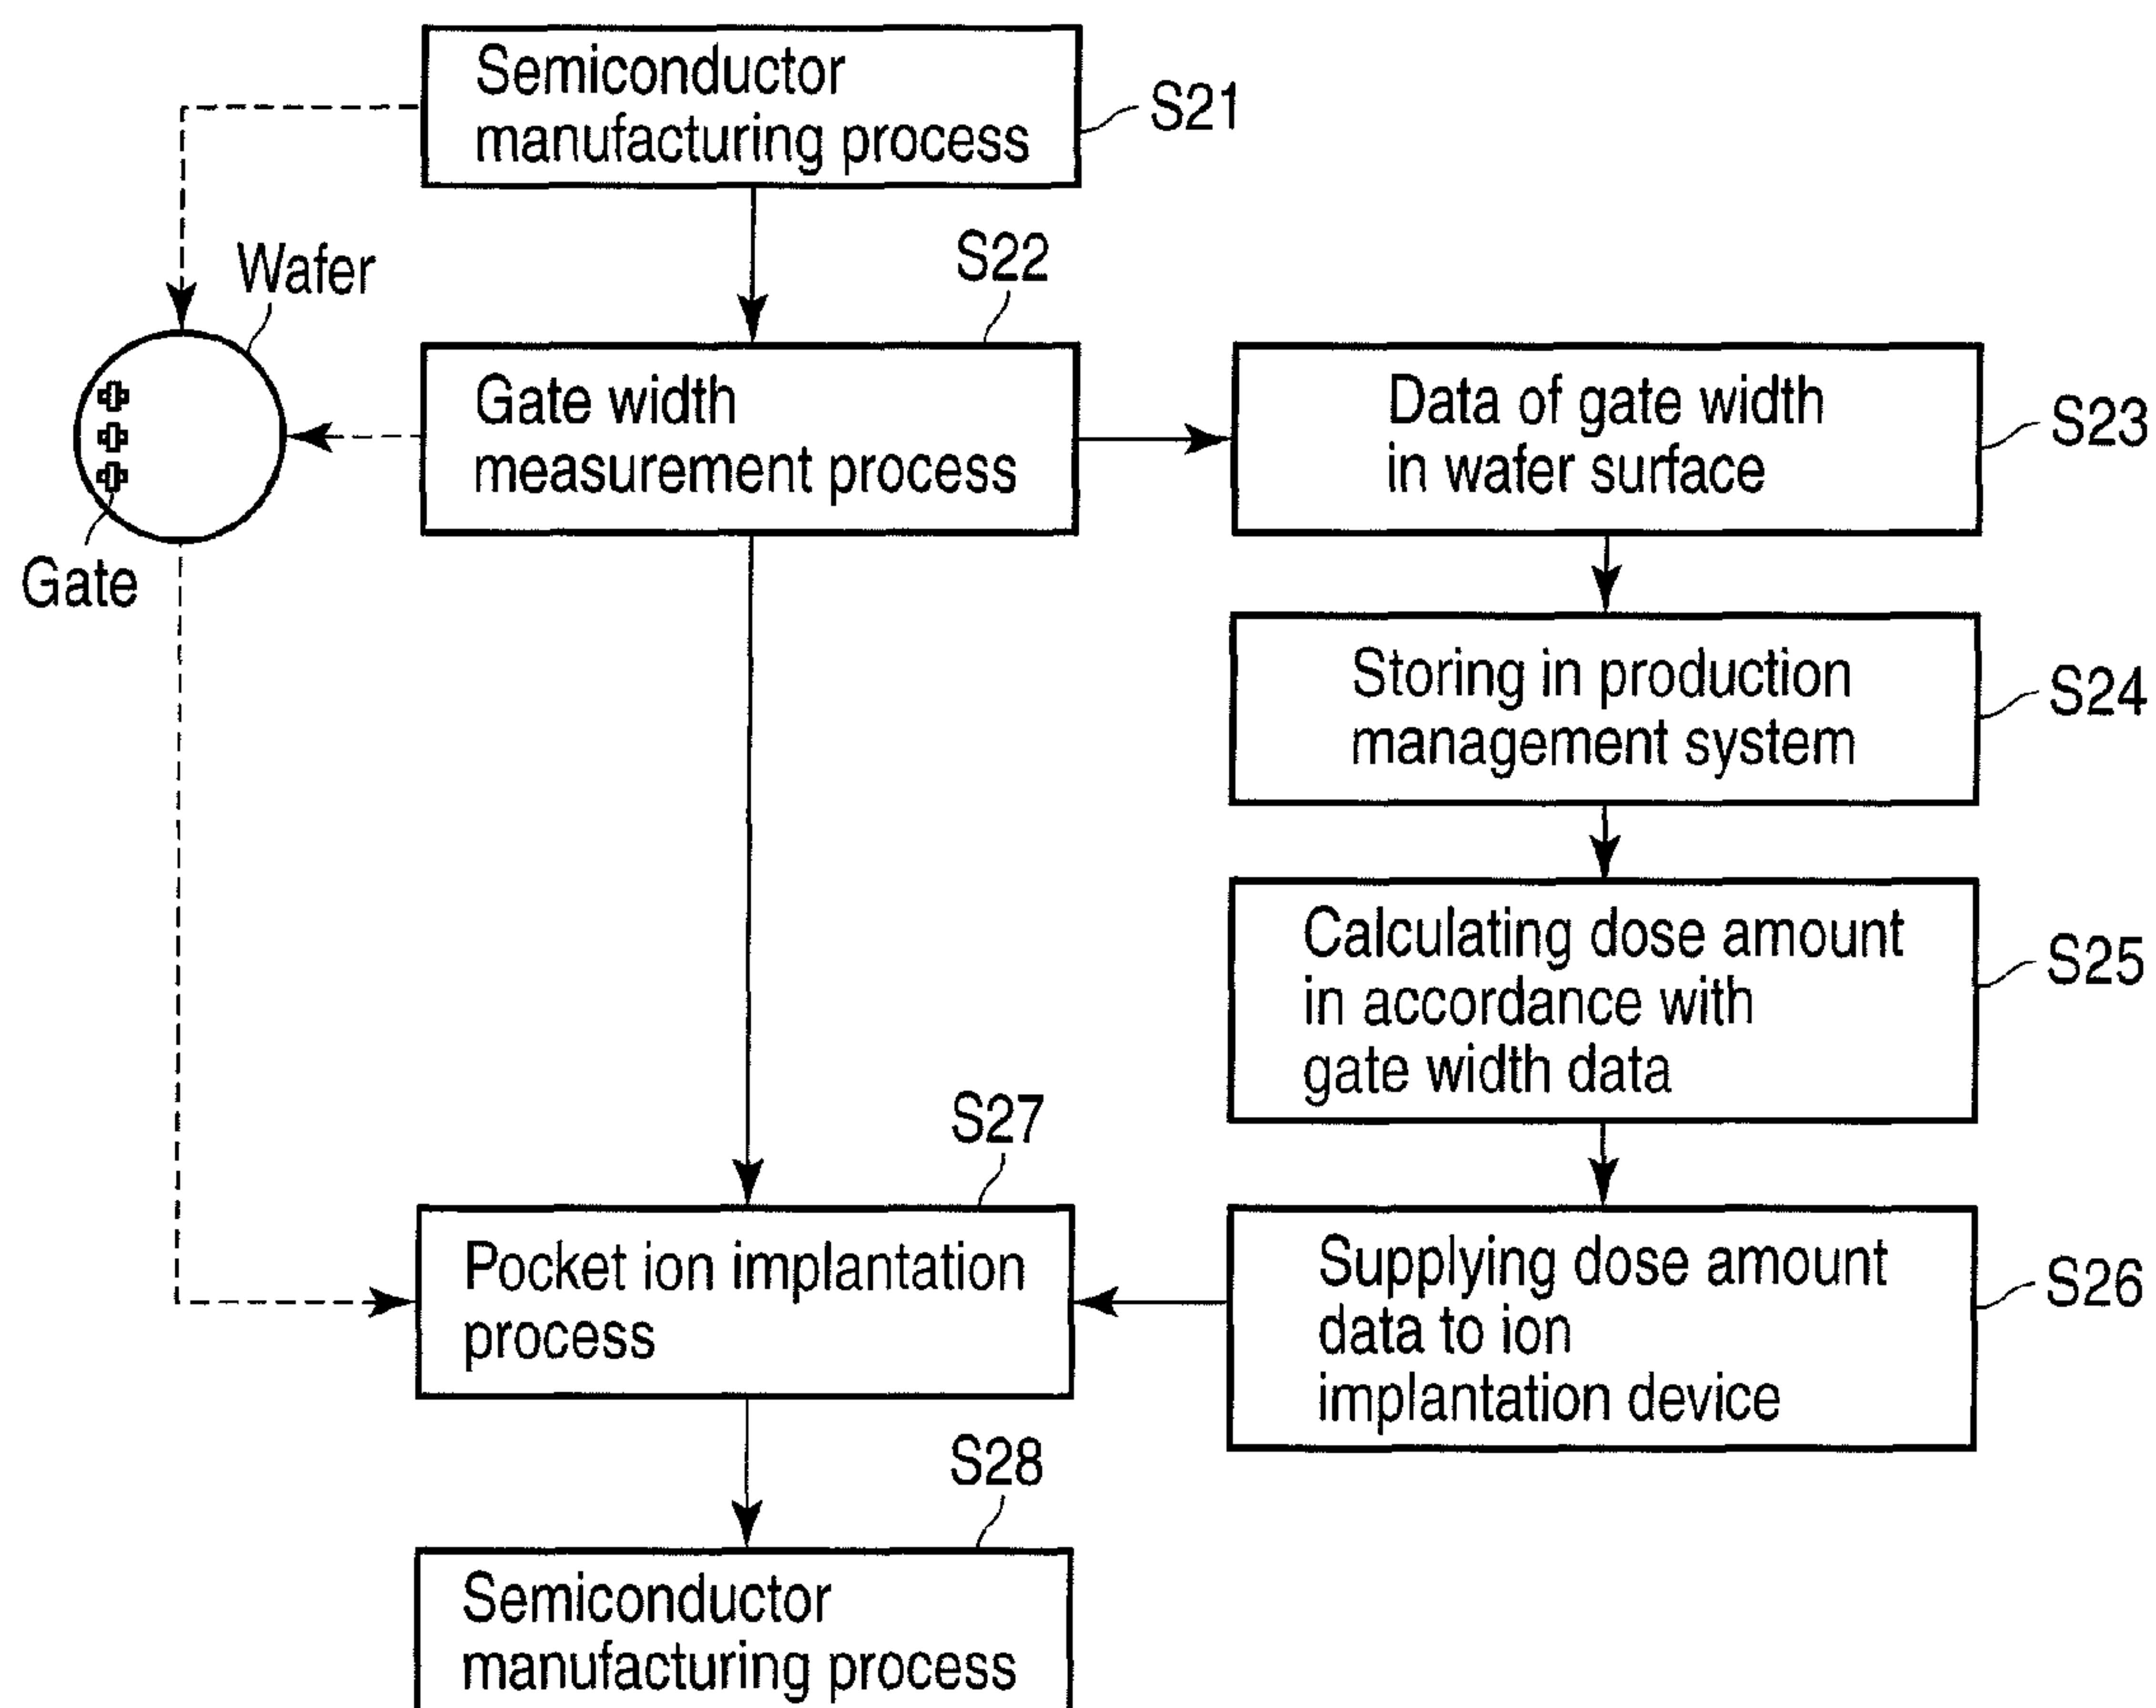 Semiconductor
manufacturing process
S21
Wafer
S22
Gate width
measurement process
Data of gate width
in wafer surface
S23
Gate
Storing in production
management system
S24
Calculating dose amount
in accordance with
gate width data
S25
S27
Pocket ion implantation
process
Supplying dose amount
data to ion
implantation device
S26
S28
Semiconductor
manufacturing process